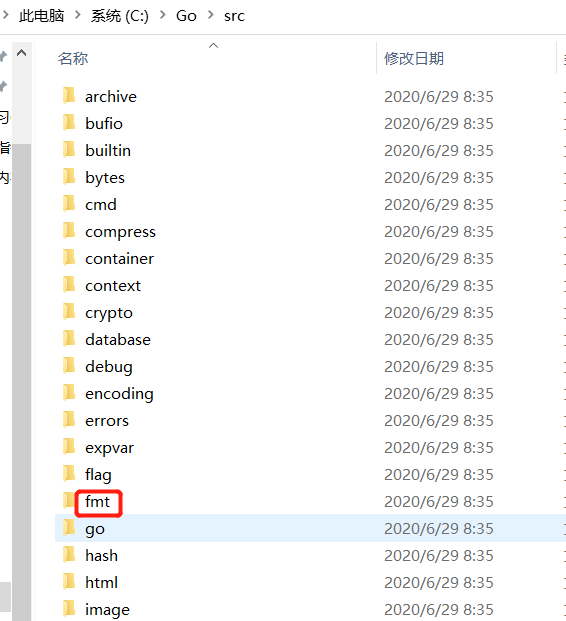 此电脑 > 系统 (C:) > Go > src
名称 修改日期
archive 2020/6/29 8:35
bufio 2020/6/29 8:35
builtin 2020/6/29 8:35
bytes 2020/6/29 8:35
cmd 2020/6/29 8:35
compress 2020/6/29 8:35
container 2020/6/29 8:35
context 2020/6/29 8:35
crypto 2020/6/29 8:35
database 2020/6/29 8:35
debug 2020/6/29 8:35
encoding 2020/6/29 8:35
errors 2020/6/29 8:35
expvar 2020/6/29 8:35
flag 2020/6/29 8:35
fmt 2020/6/29 8:35
go 2020/6/29 8:35
hash 2020/6/29 8:35
html 2020/6/29 8:35
image 2020/6/29 8:35